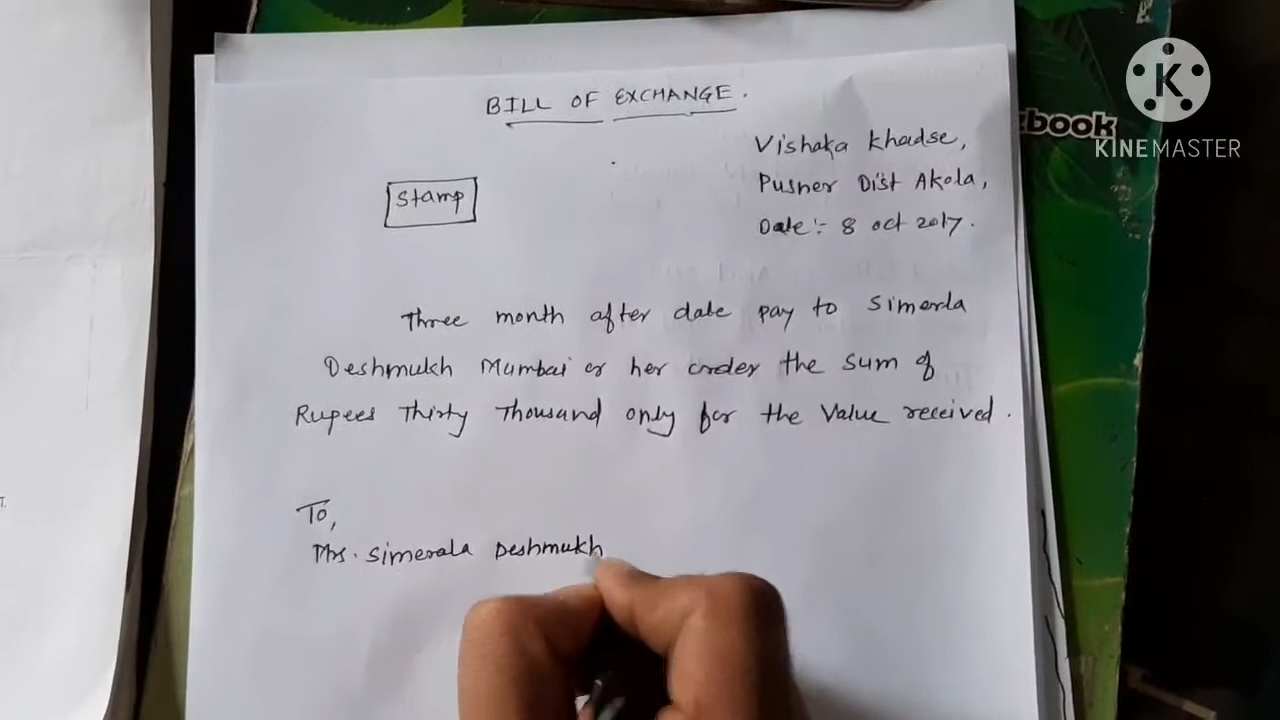 BILL OF EXCHANGE.
Vishaka Khadse,
Pusner Dist Akola,
Date:- 8 oct 2017.
Stamp
Three month after date pay to Simerla
Deshmukh Mumbai or her order the sum of
Rupees Thirty Thousand only for the Value received.
To,
Mrs. Simerala Deshmukh
xbook
K
KINEMASTER